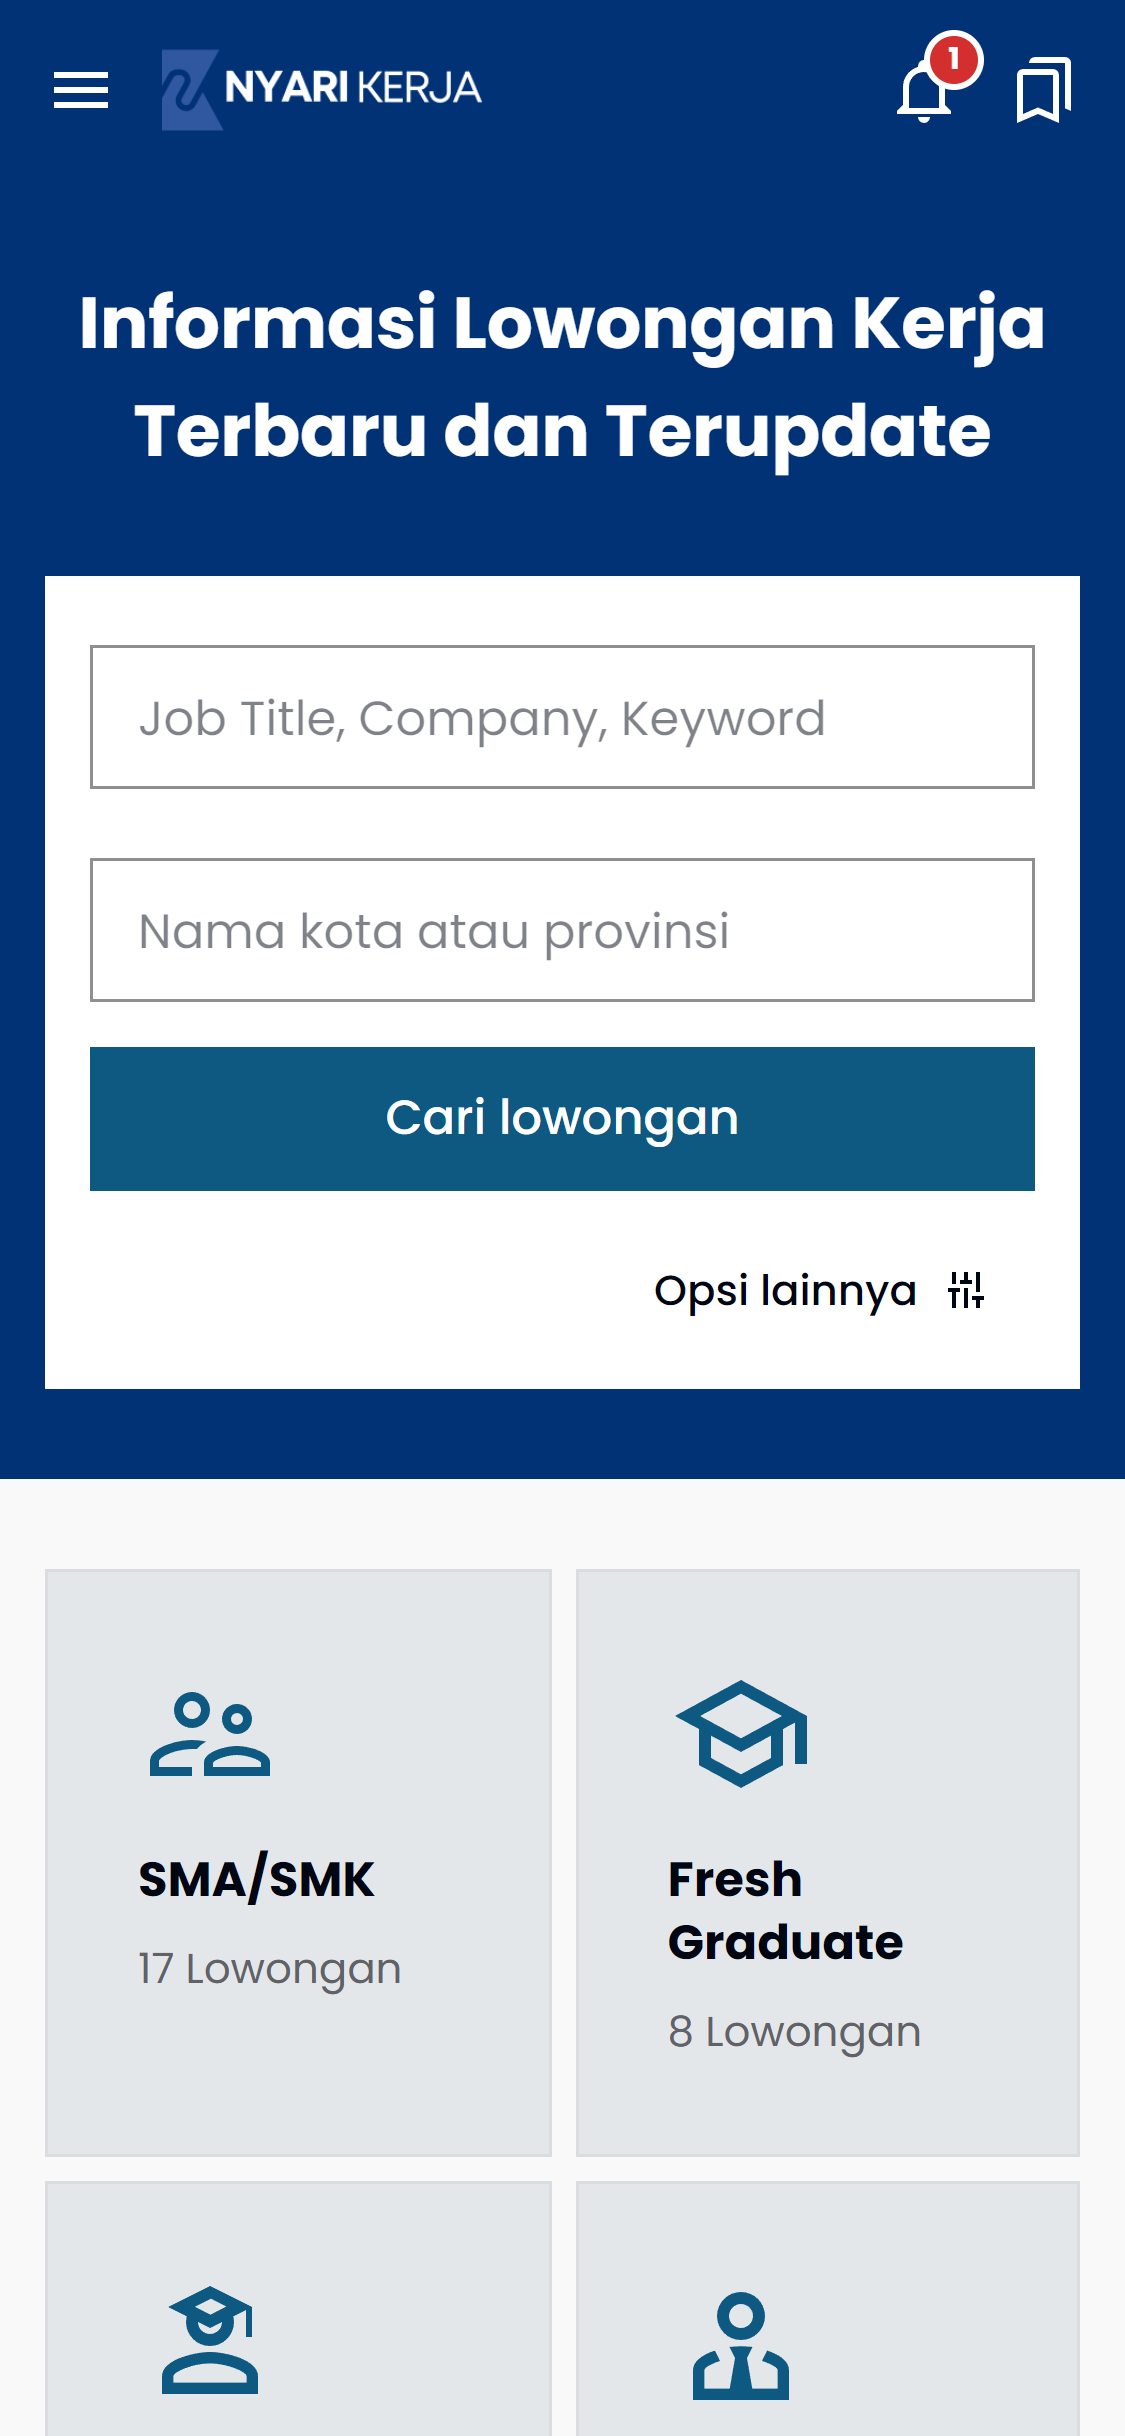 NYARI KERJA
1
Informasi Lowongan Kerja
Terbaru dan Terupdate
Job Title, Company, Keyword
Nama kota atau provinsi
Cari lowongan
Opsi lainnya
SMA/SMK
17 Lowongan
Fresh
Graduate
8 Lowongan